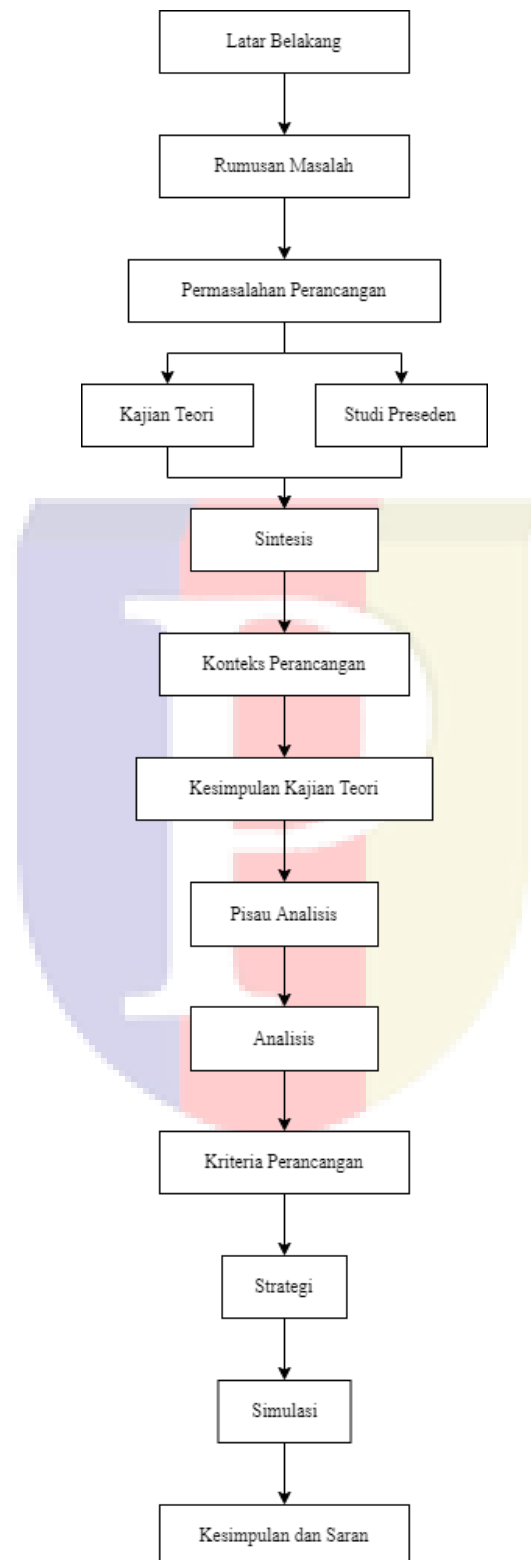 Latar Belakang
Rumusan Masalah
Permasalahan Perancangan
Kajian Teori
Studi Preseden
Sintesis
Konteks Perancangan
Kesimpulan Kajian Teori
Pisau Analisis
Analisis
Kriteria Perancangan
Strategi
Simulasi
Kesimpulan dan Saran